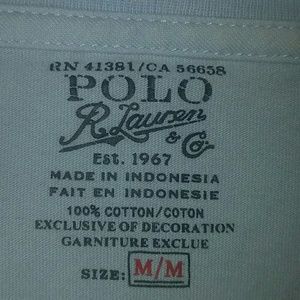 RN 41381/CA 56658
POLO
R. Lauren
& Co.
Est. 1967
MADE IN INDONESIA
FAIT EN INDONESIE
100% COTTON/COTON
EXCLUSIVE OF DECORATION
GARNITURE EXCLUE
SIZE: M/M